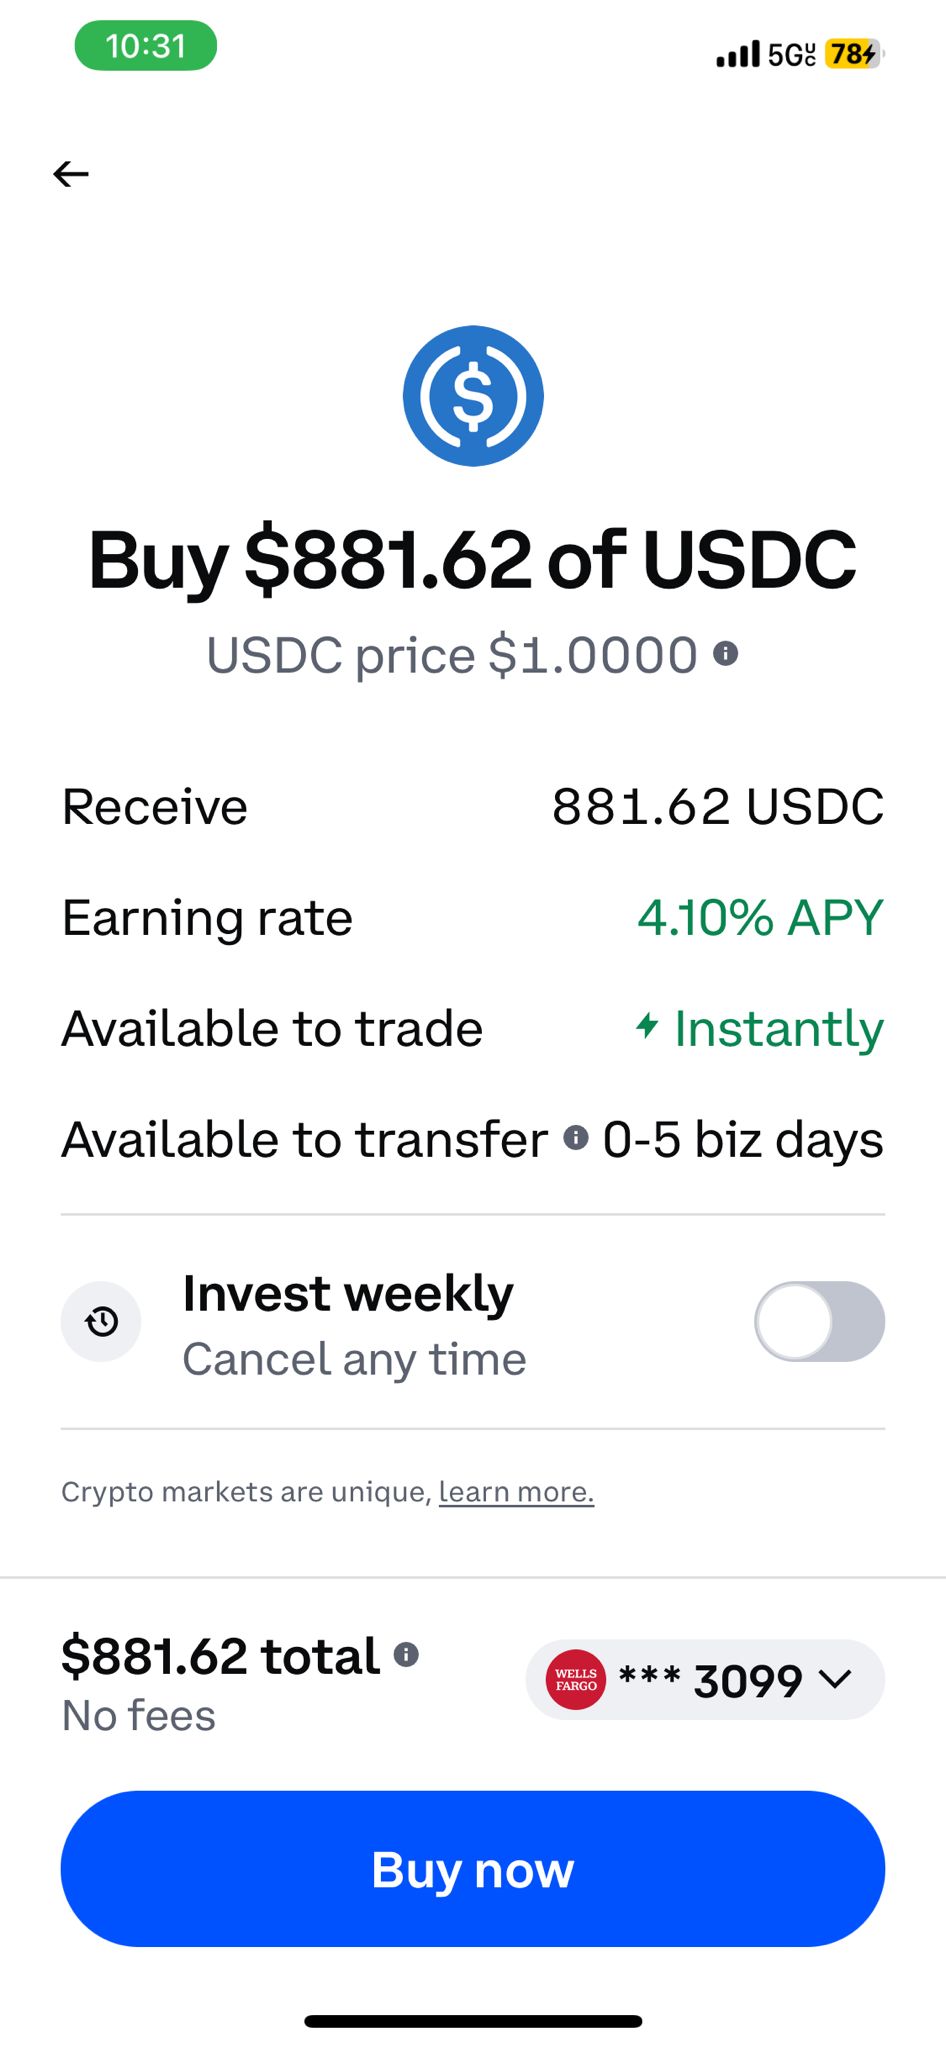 10:31
5GUC 78
$
Buy $881.62 of USDC
USDC price $1.0000
Receive 881.62 USDC
Earning rate 4.10% APY
Available to trade Instantly
Available to transfer 0-5 biz days
Invest weekly
Cancel any time
Crypto markets are unique, learn more.
$881.62 total
No fees
WELLS
FARGO
*** 3099
Buy now